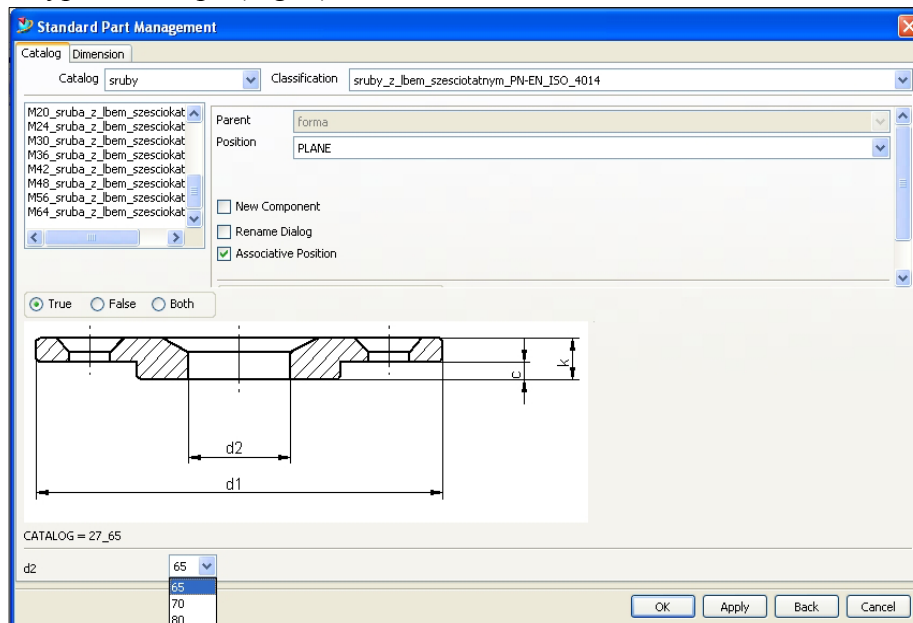 Standard Part Management
Catalog Dimension
Catalog sruby Classification sruby_z_lbem_szesciotatnym_PN-EN_ISO_4014
M20_sruba_z_lbem_szesciokat
M24_sruba_z_lbem_szesciokat
M30_sruba_z_lbem_szesciokat
M36_sruba_z_lbem_szesciokat
M42_sruba_z_lbem_szesciokat
M48_sruba_z_lbem_szesciokat
M56_sruba_z_lbem_szesciokat
M64_sruba_z_lbem_szesciokat
Parent forma
Position PLANE
New Component
Rename Dialog
Associative Position
True False Both
c k
d2
d1
CATALOG = 27_65
d2 65
65
70
80
OK Apply Back Cancel